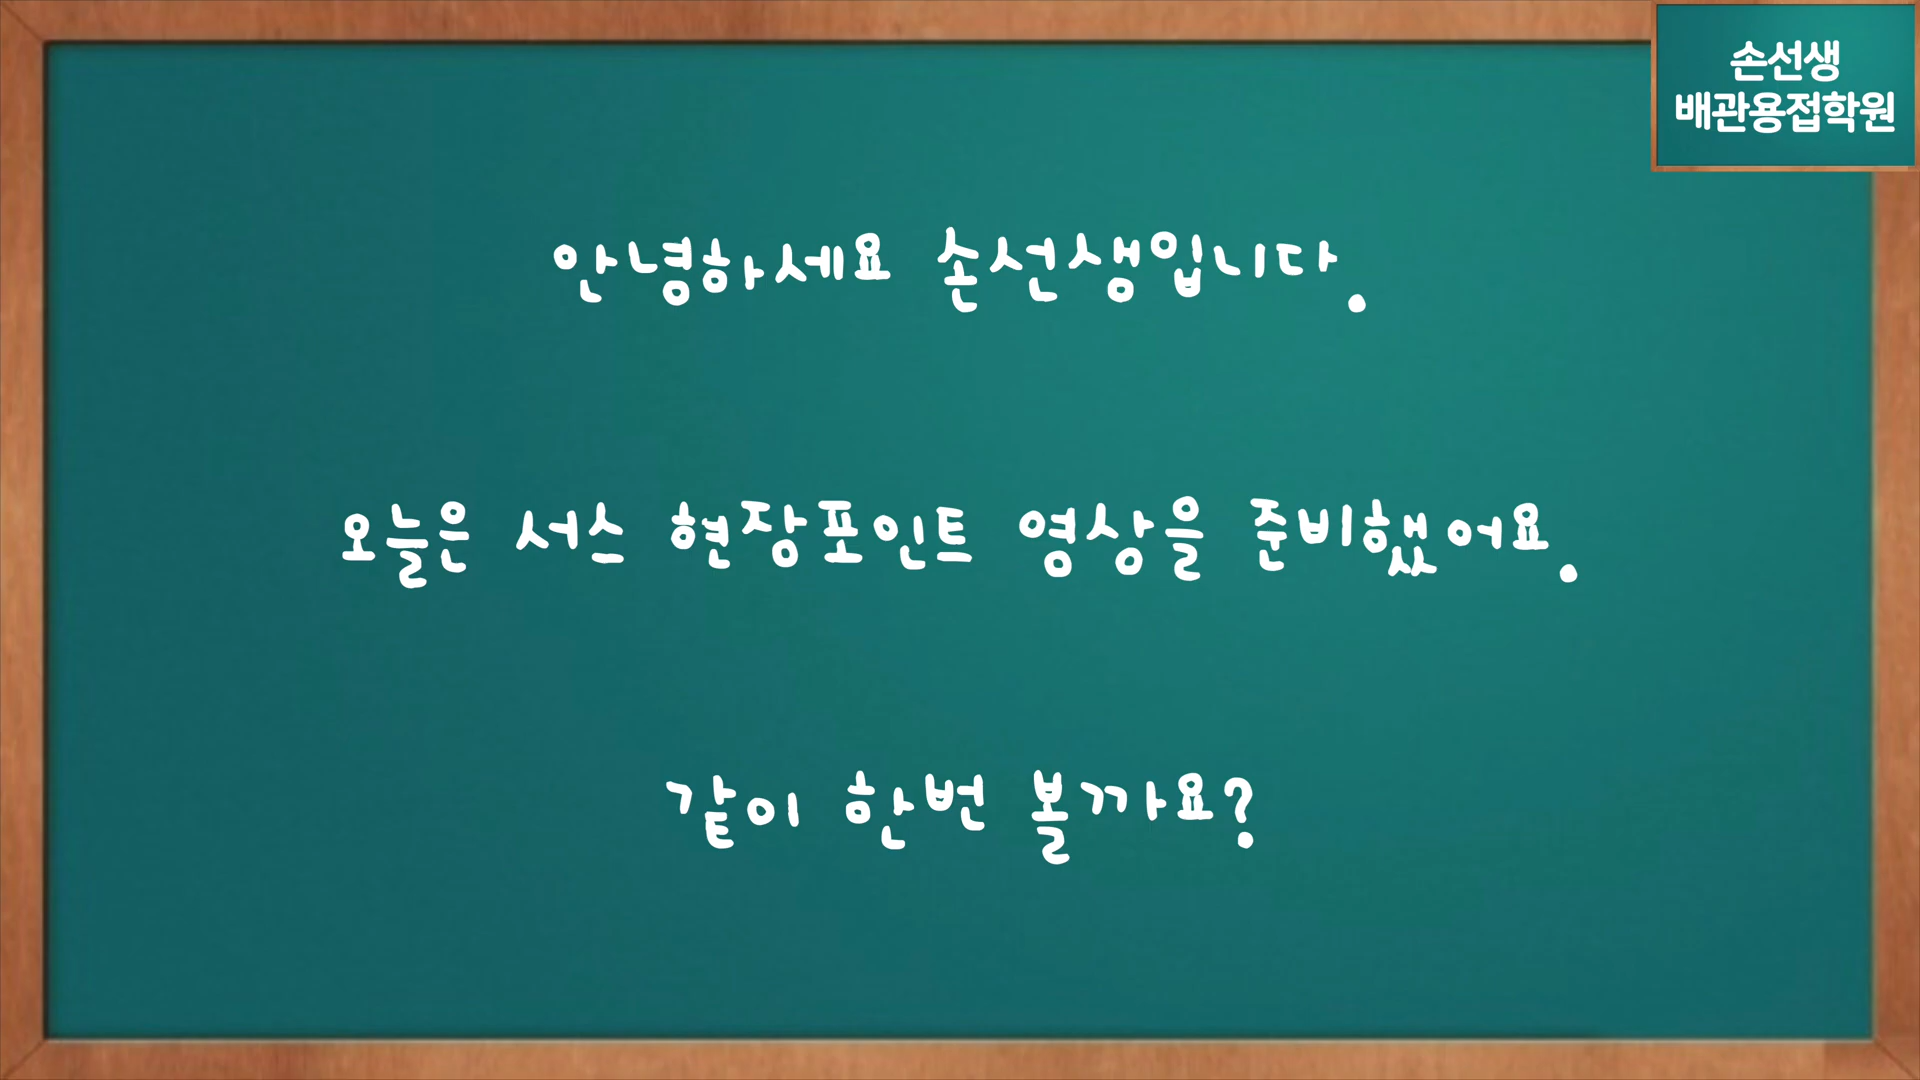 손선생
배관용접학원
안녕하세요 손선생입니다.
오늘은 서스 현장포인트 영상을 준비했어요.
같이 한번 볼까요?